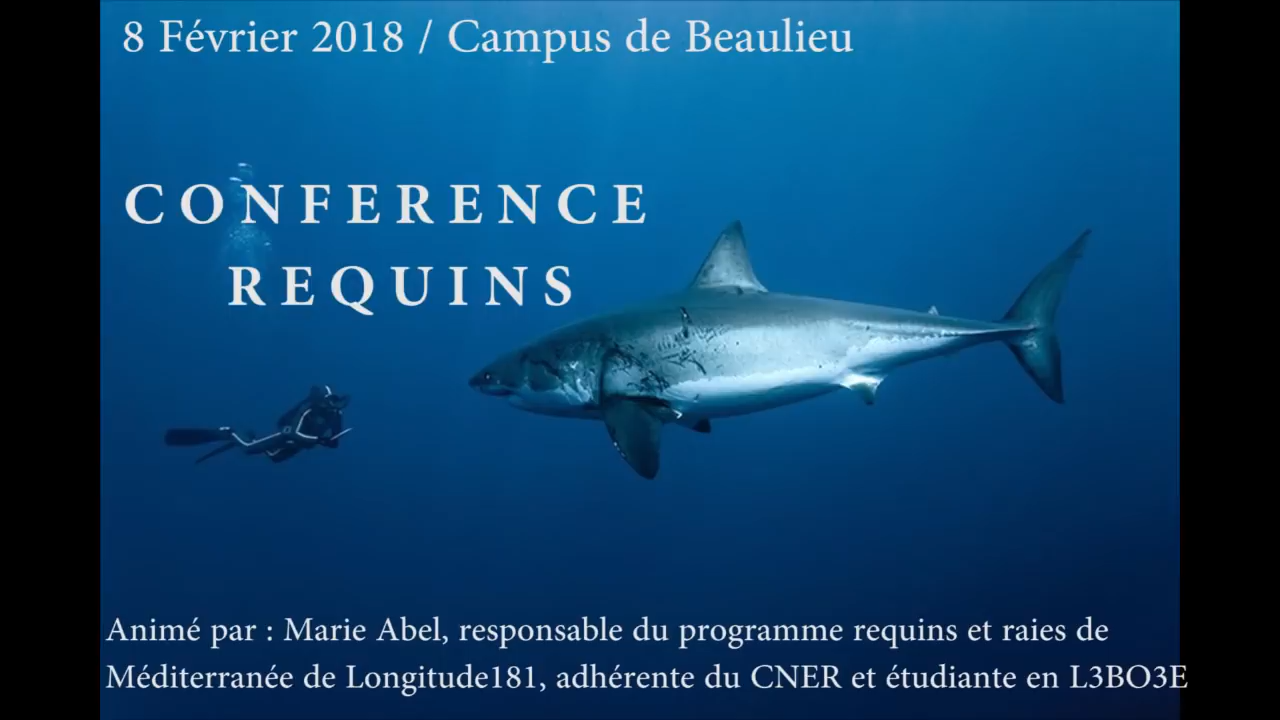 8 Février 2018 / Campus de Beaulieu
CONFERENCE
REQUINS
Animé par : Marie Abel, responsable du programme requins et raies de
Méditerranée de Longitude181, adhérente du CNER et étudiante en L3BO3E